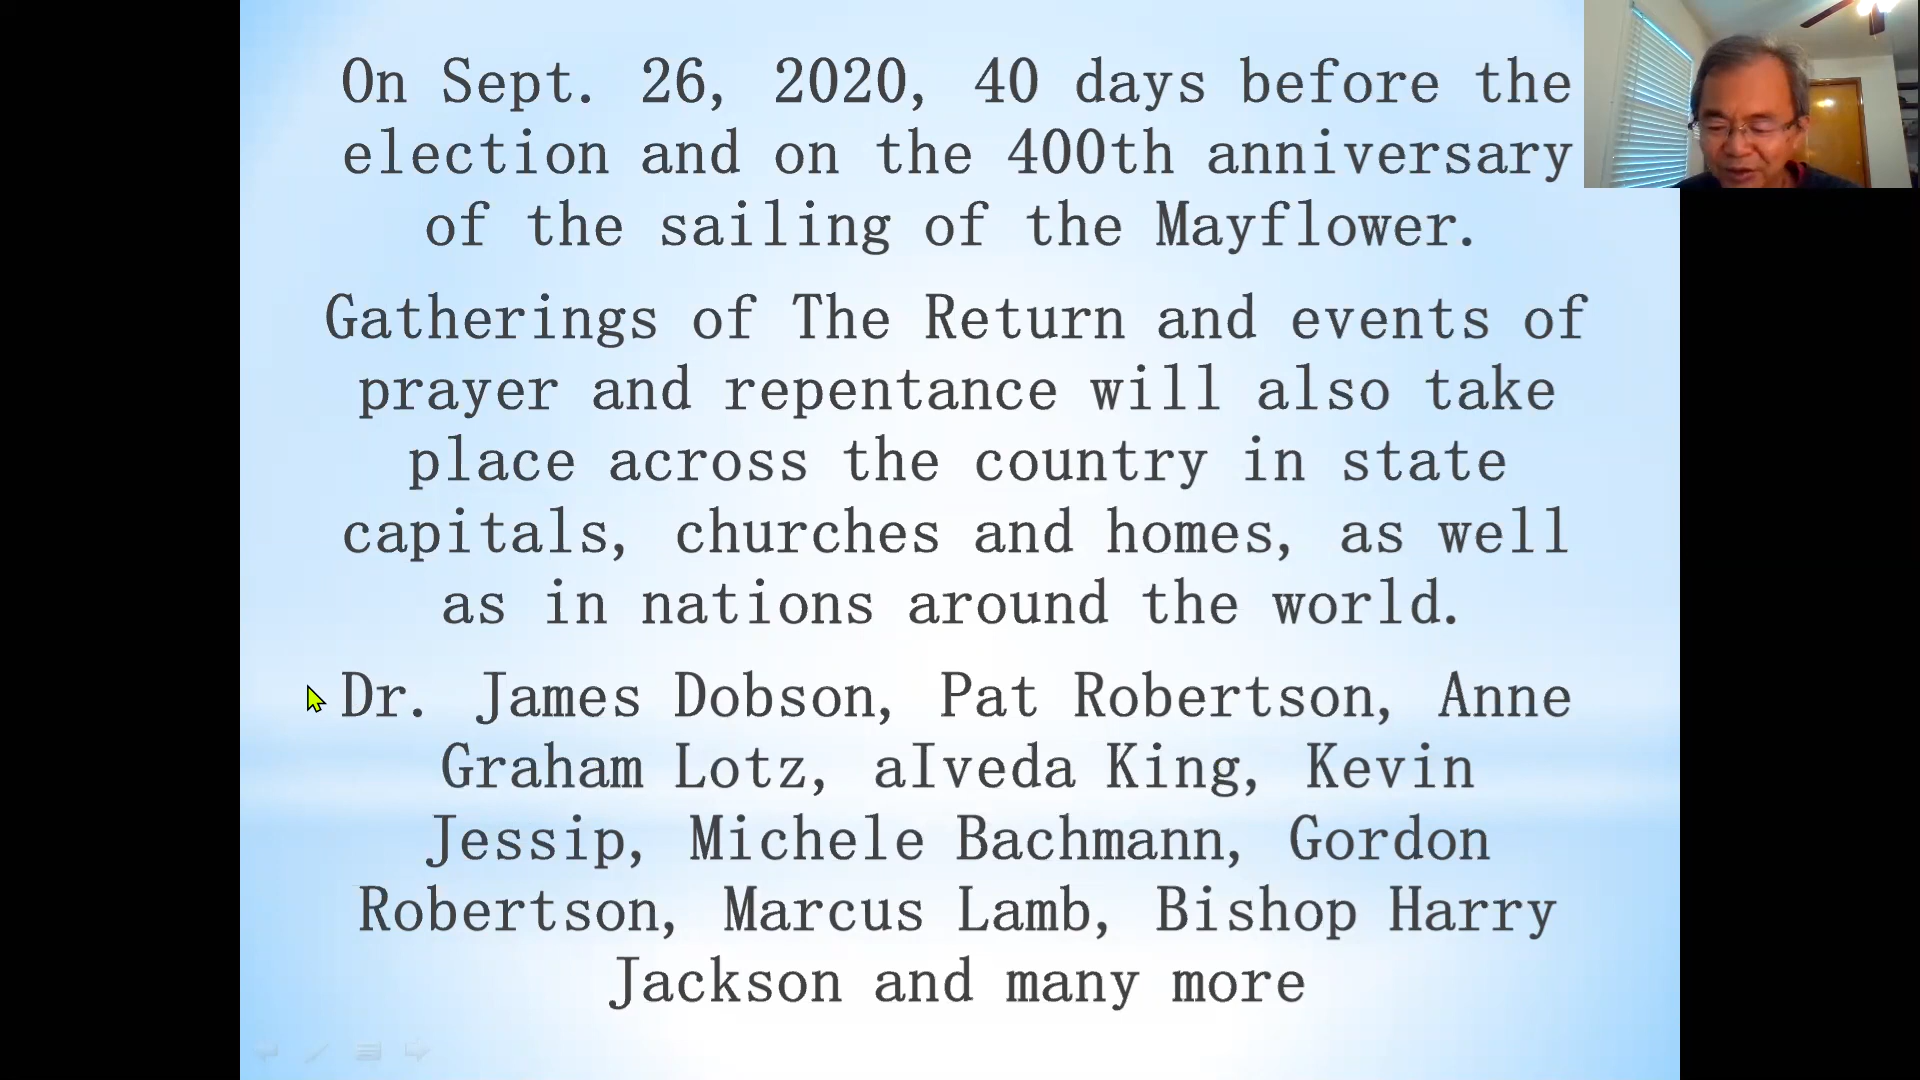 On Sept. 26, 2020, 40 days before the
election and on the 400th anniversary
of the sailing of the Mayflower.
Gatherings of The Return and events of
prayer and repentance will also take
place across the country in state
capitals, churches and homes, as well
as in nations around the world.
Dr. James Dobson, Pat Robertson, Anne
Graham Lotz, aIveda King, Kevin
Jessip, Michele Bachmann, Gordon
Robertson, Marcus Lamb, Bishop Harry
Jackson and many more